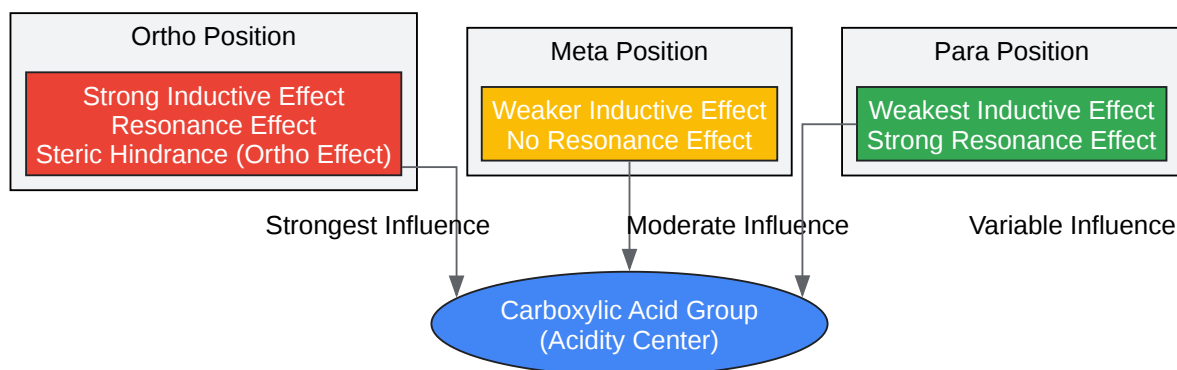 Ortho Position
Strong Inductive Effect
Resonance Effect
Steric Hindrance (Ortho Effect)
Meta Position
Weaker Inductive Effect
No Resonance Effect
Para Position
Weakest Inductive Effect
Strong Resonance Effect
Strongest Influence
Moderate Influence
Variable Influence
Carboxylic Acid Group
(Acidity Center)